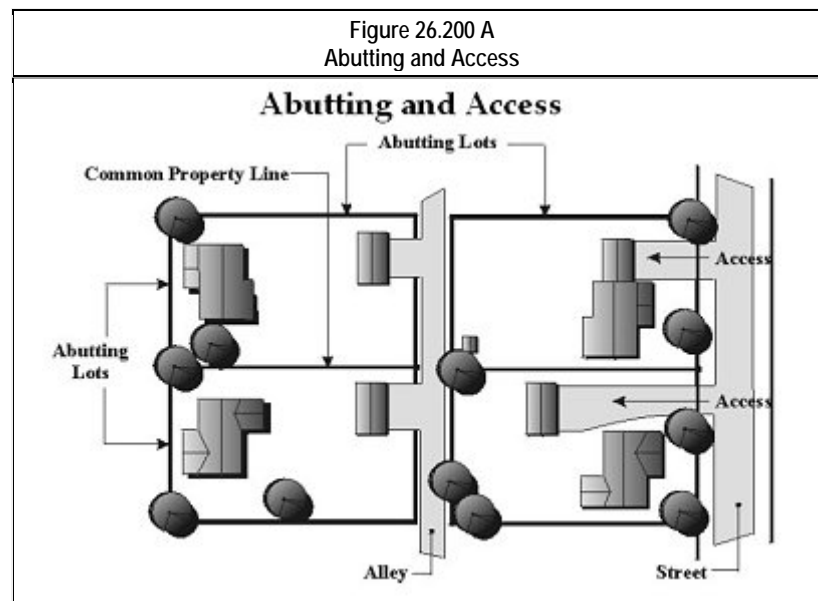 Figure 26.200 A
Abutting and Access
Abutting and Access
Abutting Lots
Common Property Line
Access
Abutting
Lots
Access
Alley
Street